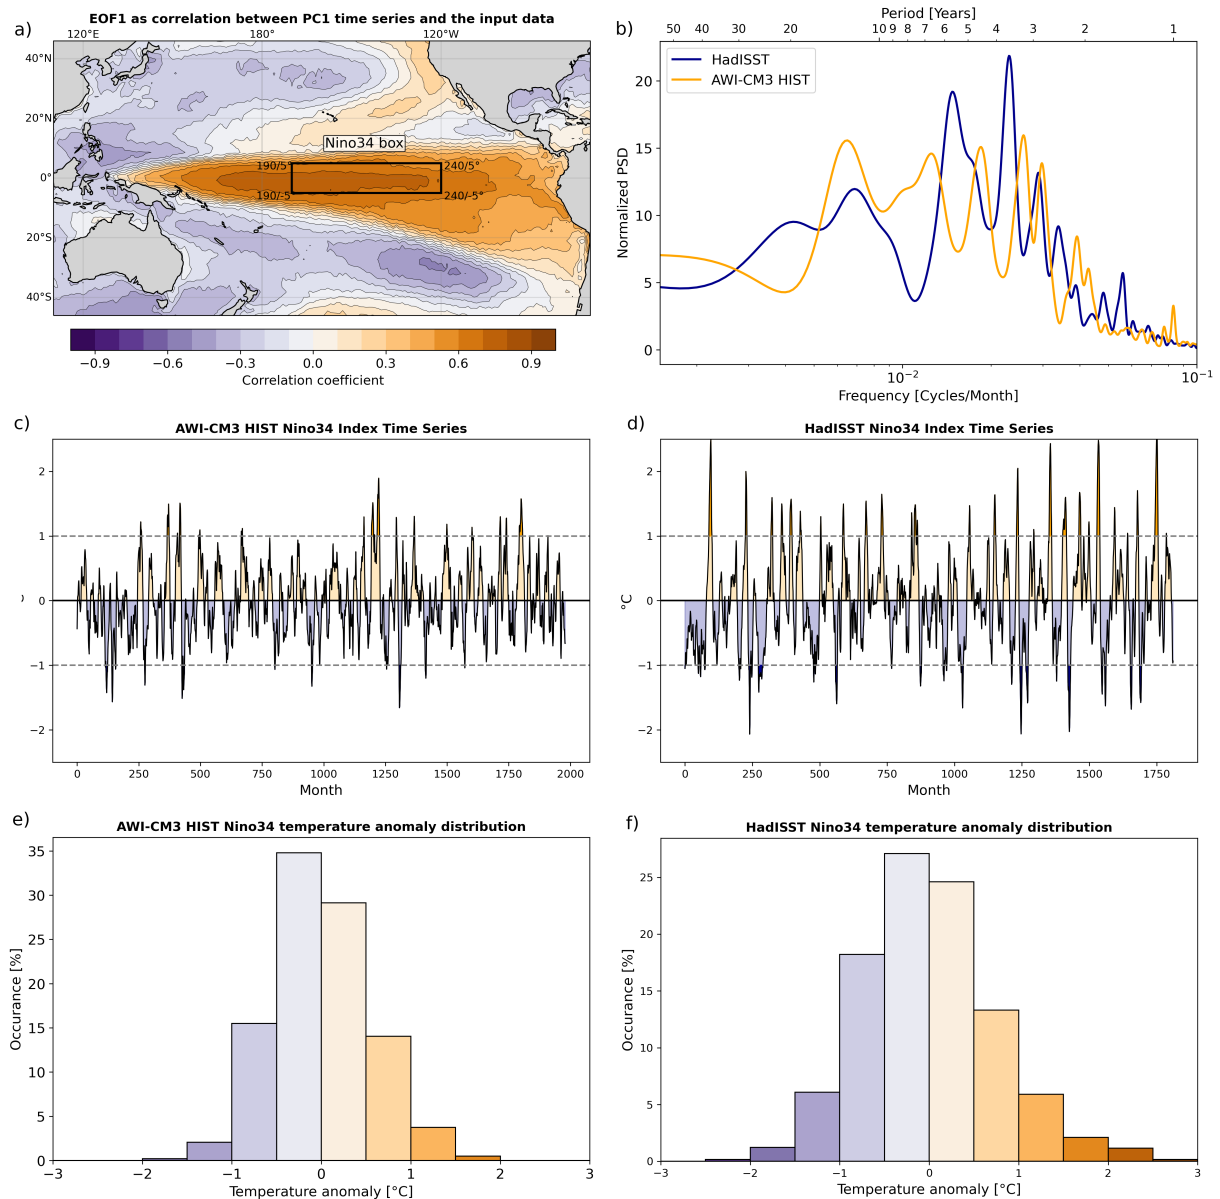 a)
EOF1 as correlation between PC1 time series and the input data
120°E 180° 120°W
40°N
20°N
0°
20°S
40°S
Nino34 box
190/5° 240/5°
190/-5° 240/-5°
−0.9 −0.6 −0.3 0.0 0.3 0.6 0.9
Correlation coefficient
b)
Period [Years]
50 40 30 20 10 9 8 7 6 5 4 3 2 1
HadISST
AWI-CM3 HIST
Normalized PSD
20
15
10
5
0
10⁻² 10⁻¹
Frequency [Cycles/Month]
c)
AWI-CM3 HIST Nino34 Index Time Series
2
1
0
−1
−2
0 250 500 750 1000 1250 1500 1750 2000
Month
d)
HadISST Nino34 Index Time Series
°C
2
1
0
−1
−2
0 250 500 750 1000 1250 1500 1750
Month
e)
AWI-CM3 HIST Nino34 temperature anomaly distribution
Occurance [%]
35
30
25
20
15
10
5
0
−3 −2 −1 0 1 2 3
Temperature anomaly [°C]
f)
HadISST Nino34 temperature anomaly distribution
Occurance [%]
25
20
15
10
5
0
−3 −2 −1 0 1 2 3
Temperature anomaly [°C]